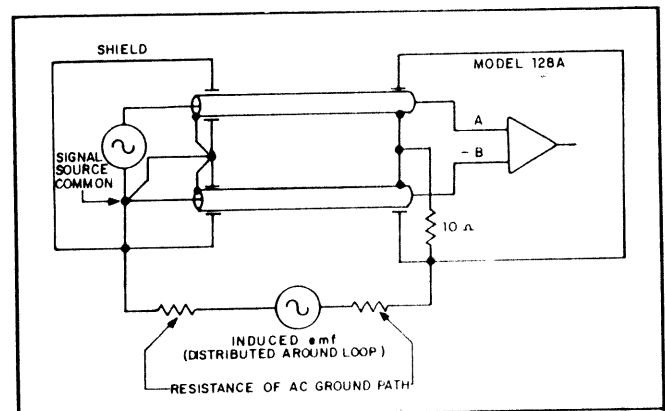 SHIELD
MODEL 128A
A
- B
SIGNAL
SOURCE
COMMON
10 Ω
INDUCED emf
(DISTRIBUTED AROUND LOOP)
RESISTANCE OF AC GROUND PATH